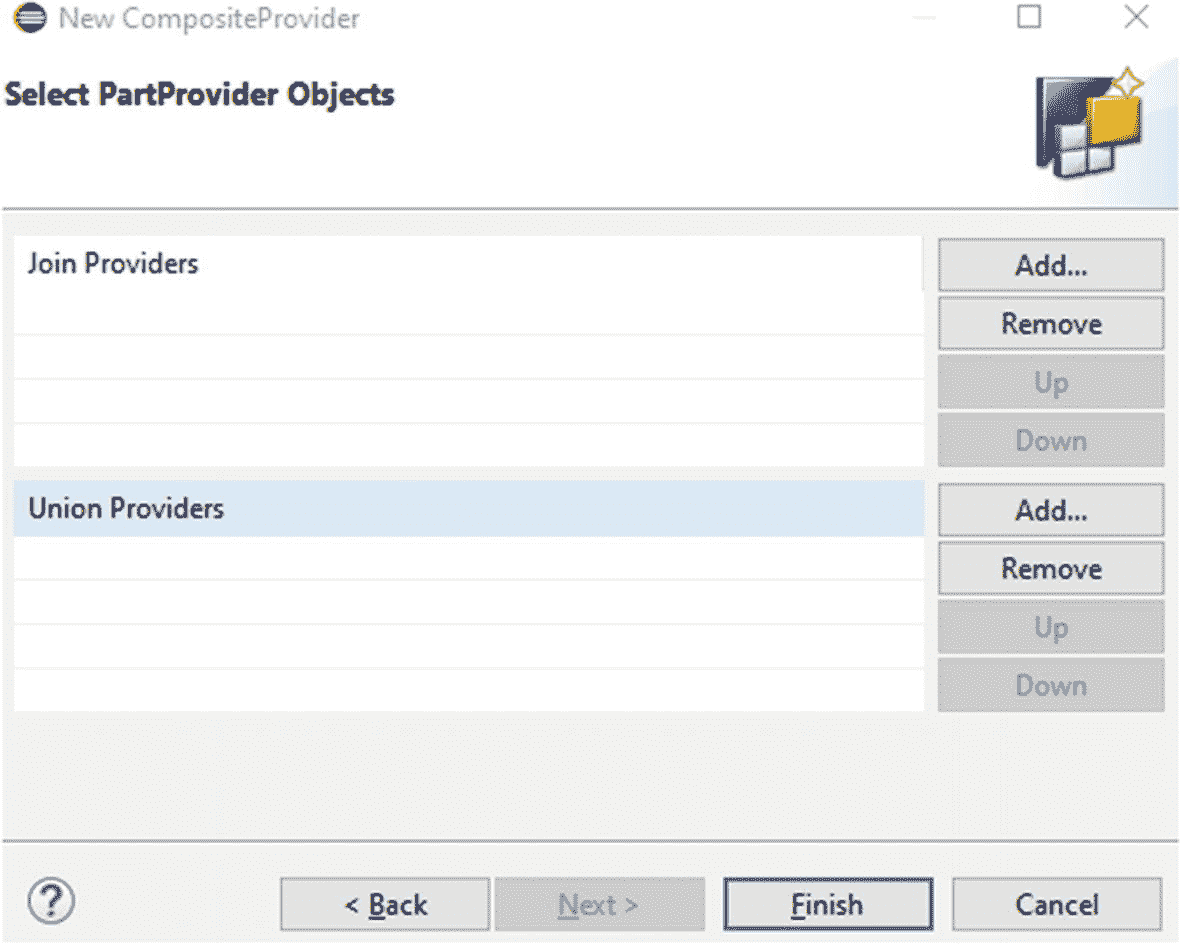 New CompositeProvider
Select PartProvider Objects
Join Providers
Add...
Remove
Up
Down
Union Providers
Add...
Remove
Up
Down
?
< Back
Next >
Finish
Cancel